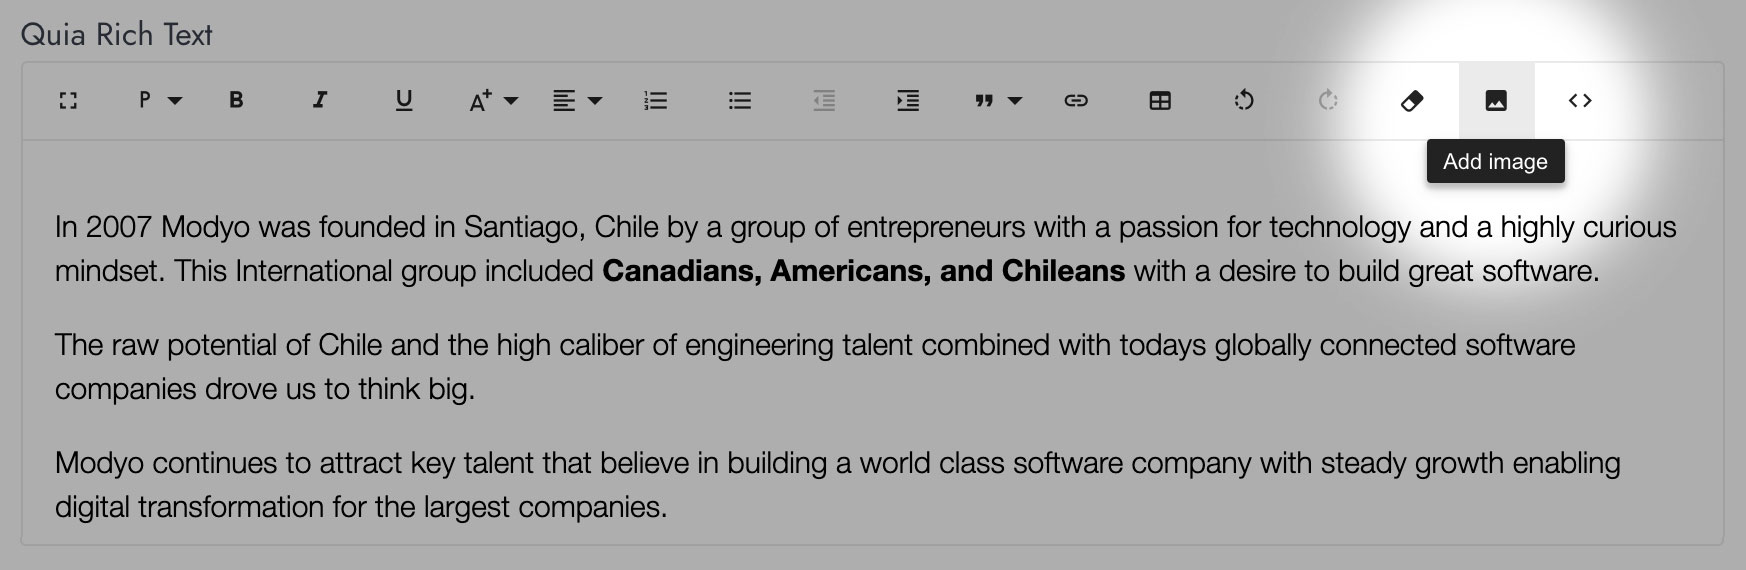 Quia Rich Text
P B I U A+
Add image
In 2007 Modyo was founded in Santiago, Chile by a group of entrepreneurs with a passion for technology and a highly curious
mindset. This International group included Canadians, Americans, and Chileans with a desire to build great software.
The raw potential of Chile and the high caliber of engineering talent combined with todays globally connected software
companies drove us to think big.
Modyo continues to attract key talent that believe in building a world class software company with steady growth enabling
digital transformation for the largest companies.